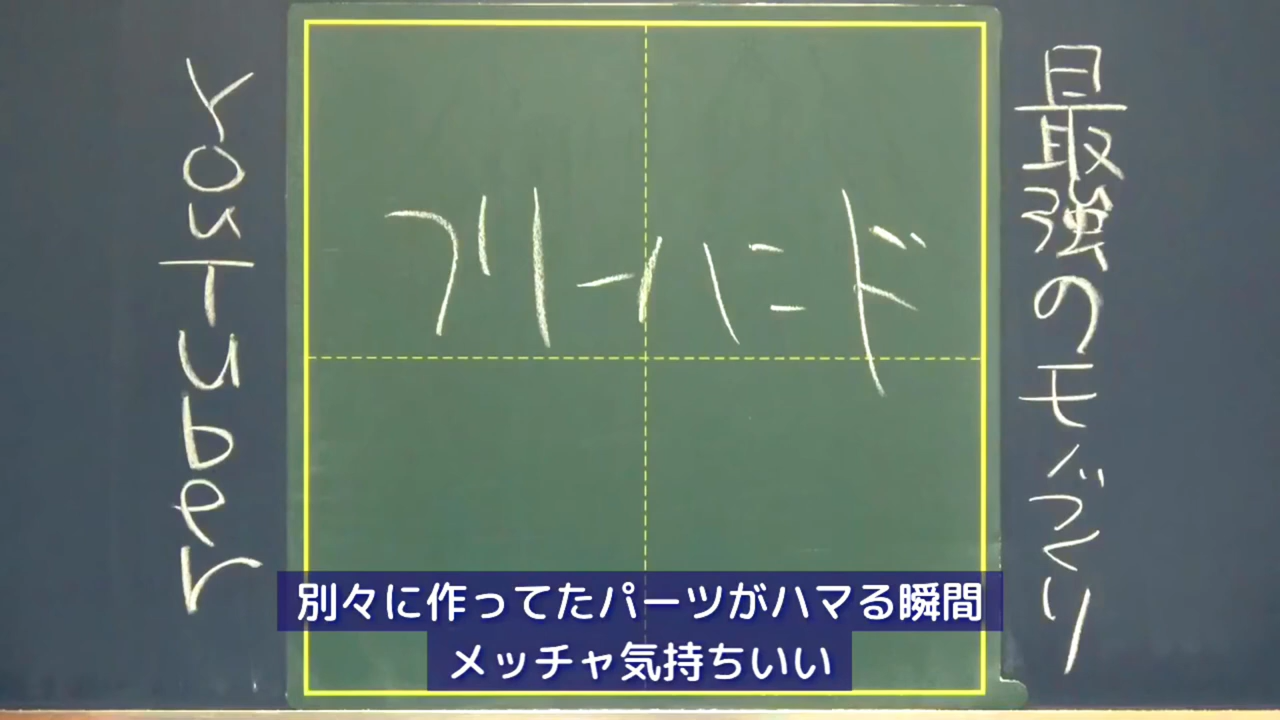 最強のモノづくり
フリーハニド
YouTuber
別々に作ってたパーツがハマる瞬間
メッチャ気持ちいい